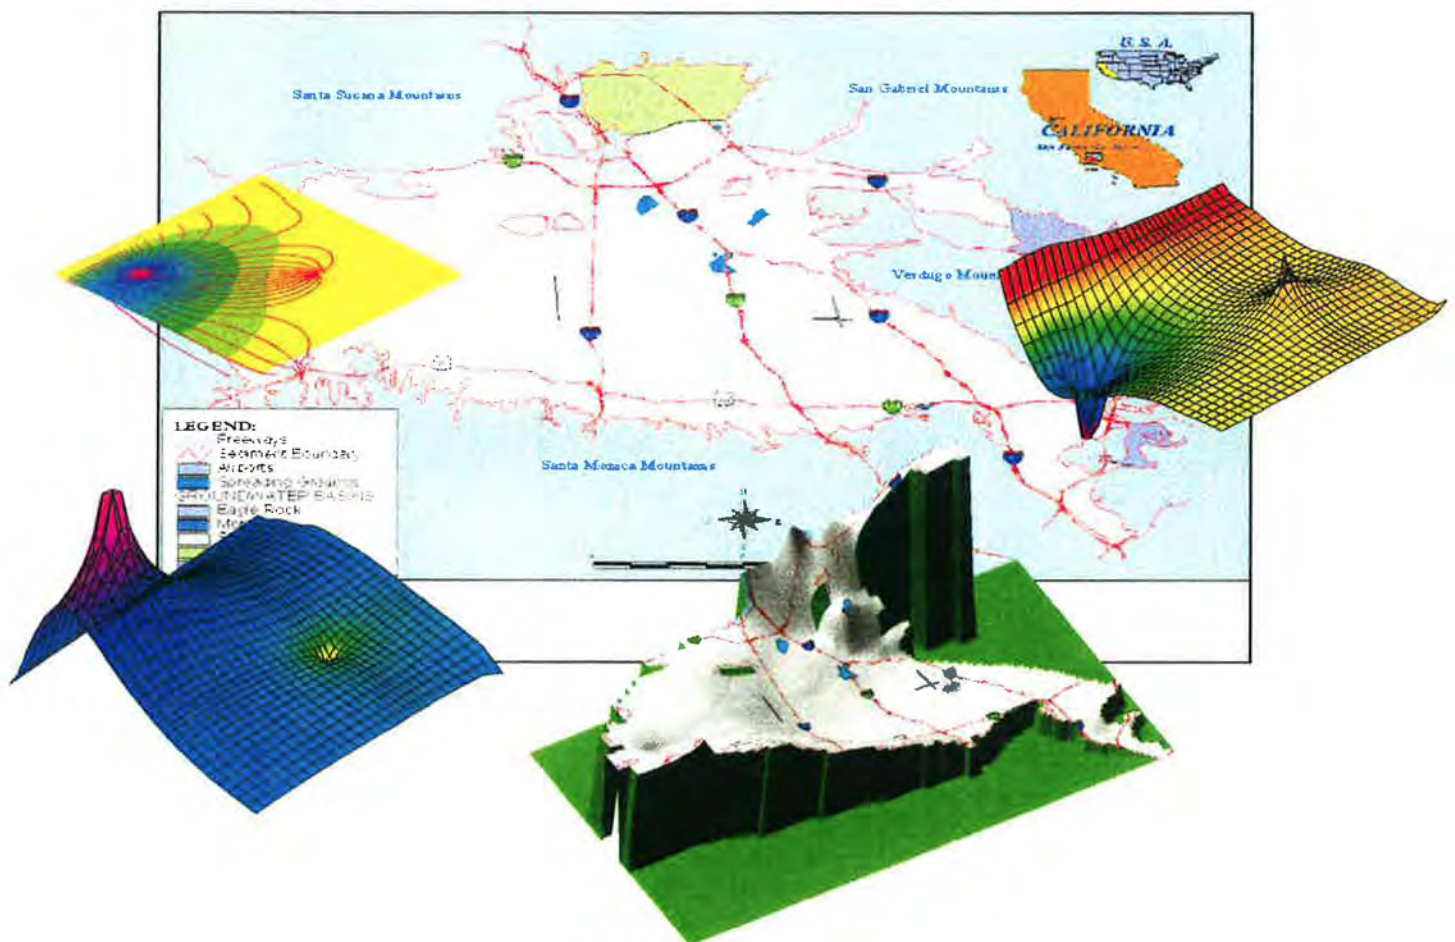 U. S. A.
Santa Susana Mountains
San Gabriel Mountains
CALIFORNIA
Verdugo Moun
LEGEND:
Freeways
Sediment Boundary
Airports
Spreading Grounds
GROUNDWATER BASINS
Eagle Rock
Santa Monica Mountains